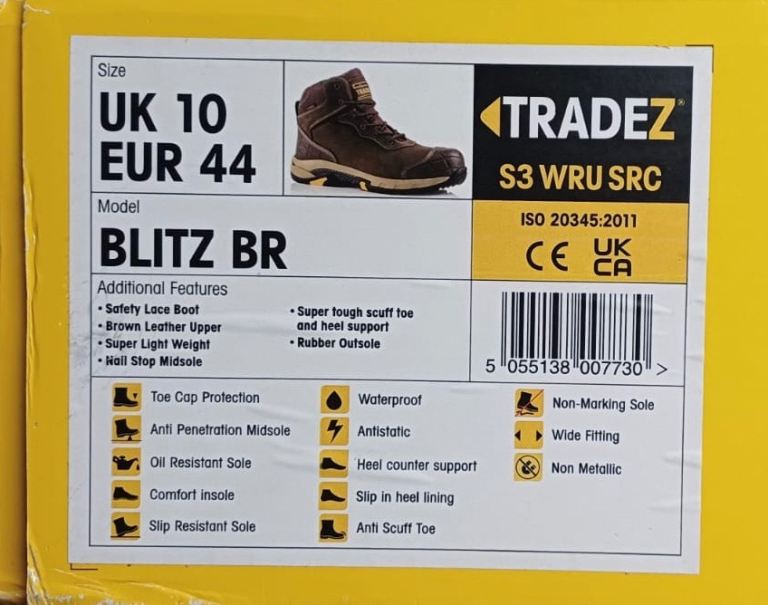 Size
UK 10
EUR 44
TRADEZ®
S3 WRU SRC
Model
BLITZ BR
ISO 20345:2011
CE UK
CA
Additional Features
• Safety Lace Boot
• Brown Leather Upper
• Super Light Weight
• Nail Stop Midsole
• Super tough scuff toe
and heel support
• Rubber Outsole
5 055138 007730 >
Toe Cap Protection
Anti Penetration Midsole
Oil Resistant Sole
Comfort insole
Slip Resistant Sole
Waterproof
Antistatic
Heel counter support
Slip in heel lining
Anti Scuff Toe
Non-Marking Sole
Wide Fitting
Non Metallic